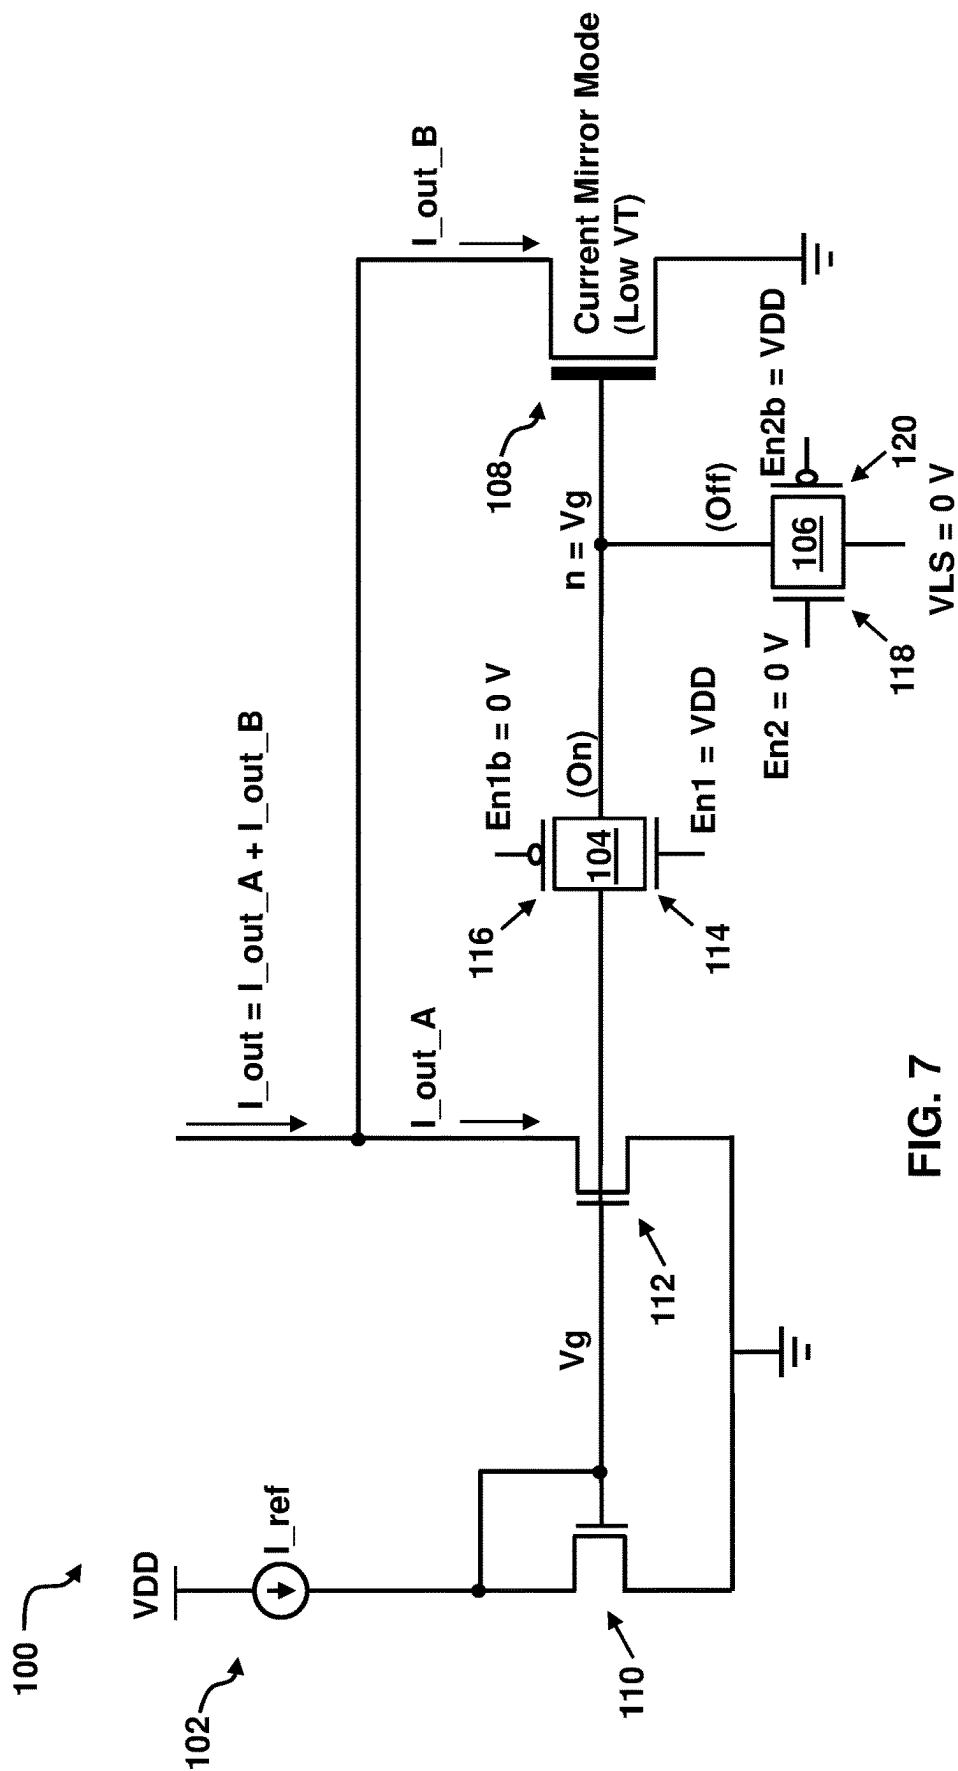 100
102
VDD
I_ref
110
Vg
112
I_out = I_out_A + I_out_B
I_out_A
116
En1b = 0 V
104
(On)
114
En1 = VDD
n = Vg
(Off)
106
En2 = 0 V
118
En2b = VDD
120
VLS = 0 V
108
I_out_B
Current Mirror Mode
(Low VT)
FIG. 7